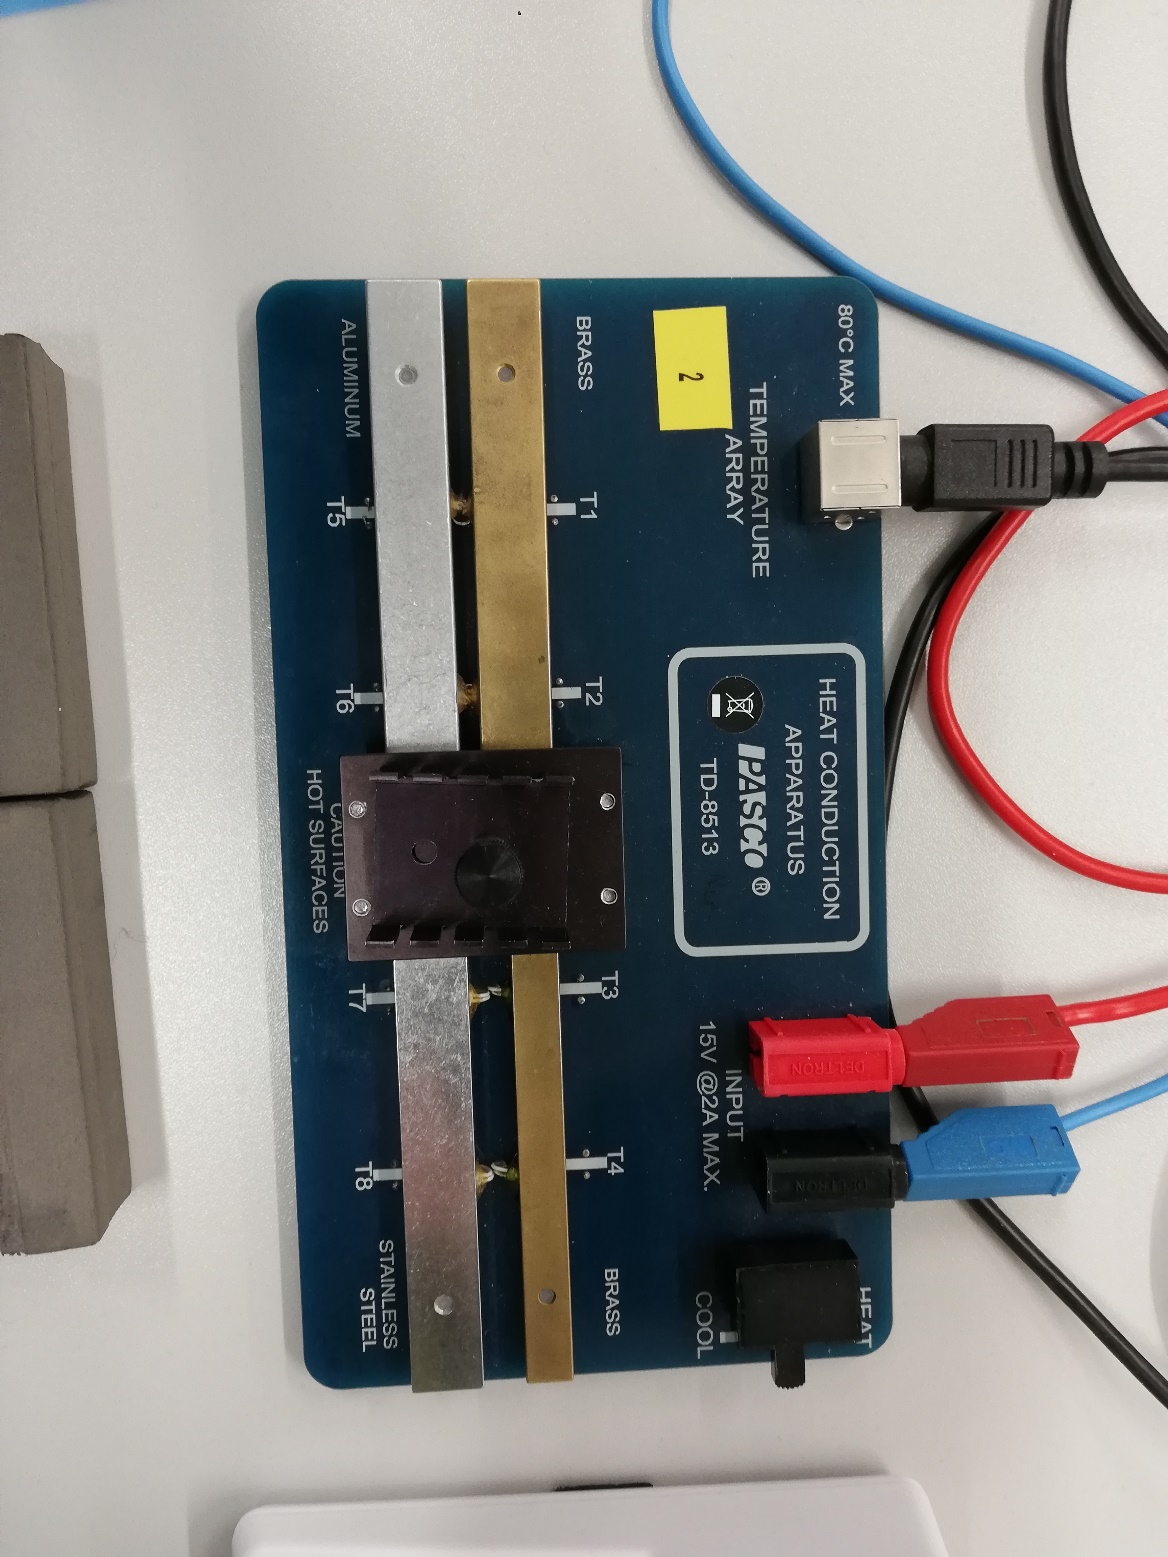 80°C MAX
TEMPERATURE
ARRAY
2
HEAT CONDUCTION
APPARATUS
PASCO®
TD-8513
INPUT
15V @2A MAX.
HEAT
COOL
DELTRON
DELTRON
BRASS
T1
T2
T3
T4
BRASS
ALUMINUM
T5
T6
CAUTION
HOT SURFACES
T7
T8
STAINLESS
STEEL